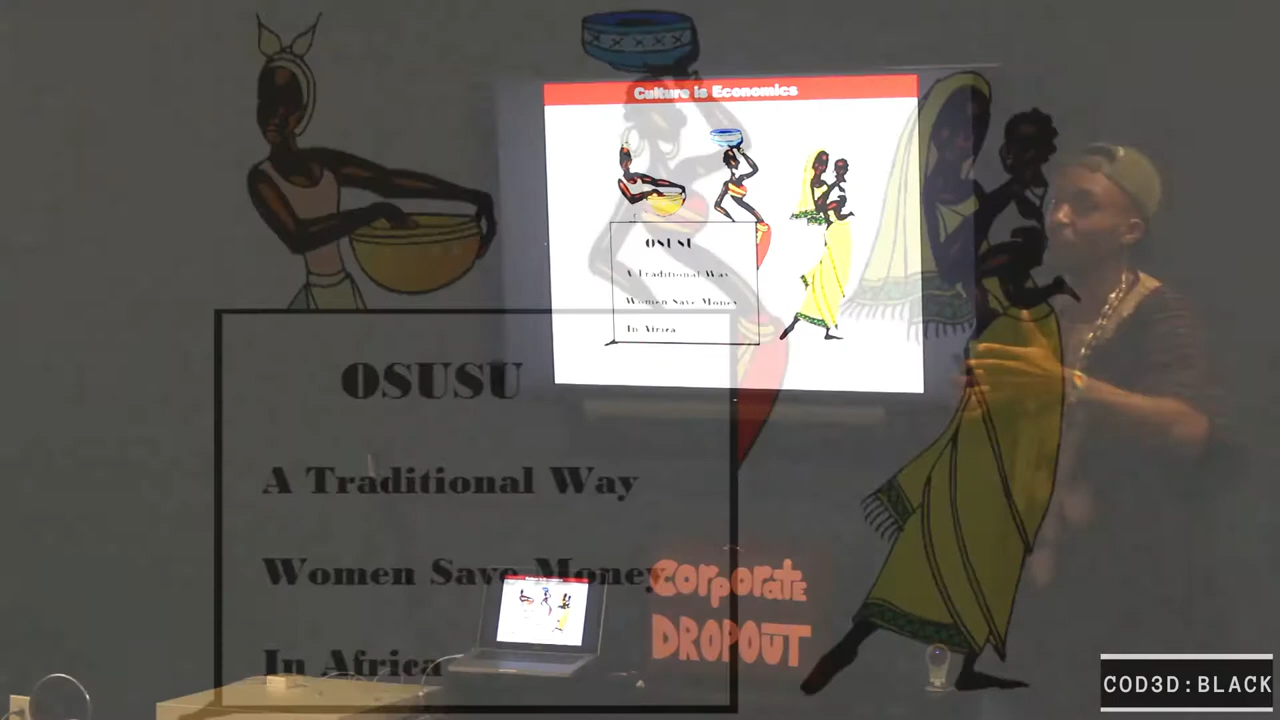 Culture is Economics
OSUSU
A Traditional Way
Women Save Money
In Africa
OSUSU
A Traditional Way
Women Save Money
In Africa
Corporate
DROPOUT
COD3D:BLACK